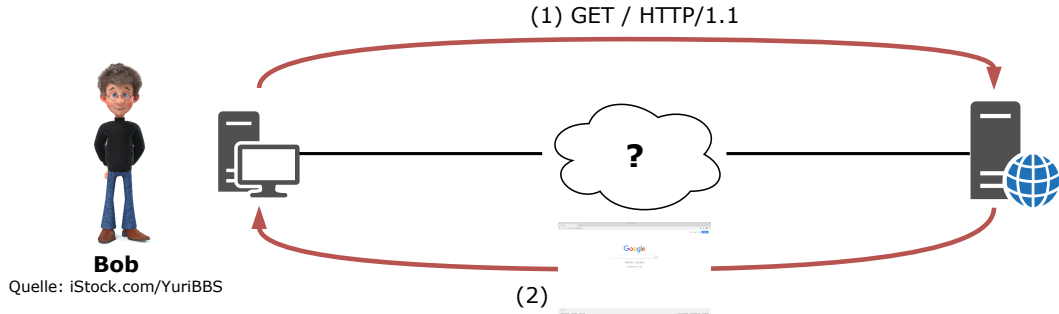 (1) GET / HTTP/1.1
?
Google
Bob
Quelle: iStock.com/YuriBBS
(2)